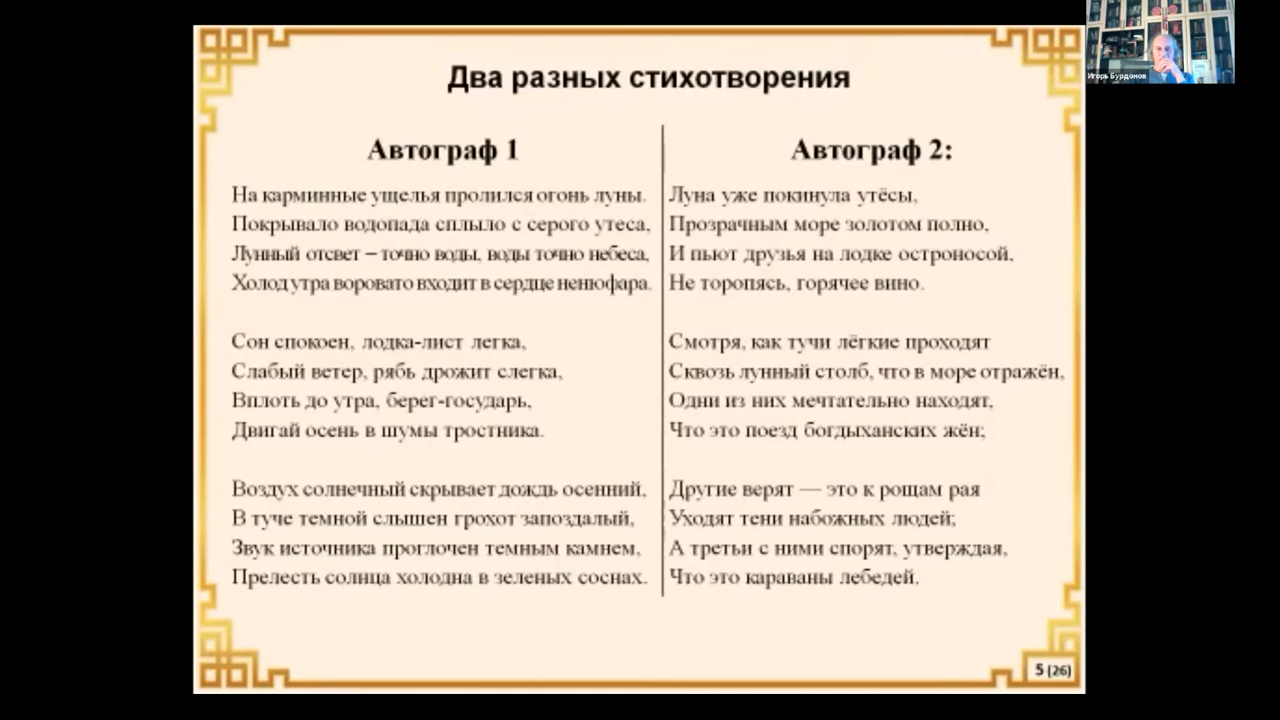 Два разных стихотворения
Автограф 1
На карминные ущелья пролился огонь луны.
Покрывало водопада сплыло с серого утеса,
Лунный отсвет – точно воды, воды точно небеса,
Холод утра воровато входит в сердце ненюфара.
Сон спокоен, лодка-лист легка,
Слабый ветер, рябь дрожит слегка,
Вплоть до утра, берег-государь,
Двигай осень в шумы тростника.
Воздух солнечный скрывает дождь осенний,
В туче темной слышен грохот запоздалый,
Звук источника проглочен темным камнем,
Прелесть солнца холодна в зеленых соснах.
Автограф 2:
Луна уже покинула утёсы,
Прозрачным море золотом полно,
И пьют друзья на лодке остроносой,
Не торопясь, горячее вино.
Смотря, как тучи лёгкие проходят
Сквозь лунный столб, что в море отражён,
Одни из них мечтательно находят,
Что это поезд богдыханских жён;
Другие верят — это к рощам рая
Уходят тени набожных людей;
А третьи с ними спорят, утверждая,
Что это караваны лебедей.
5 (26)
Игорь Бурдонов